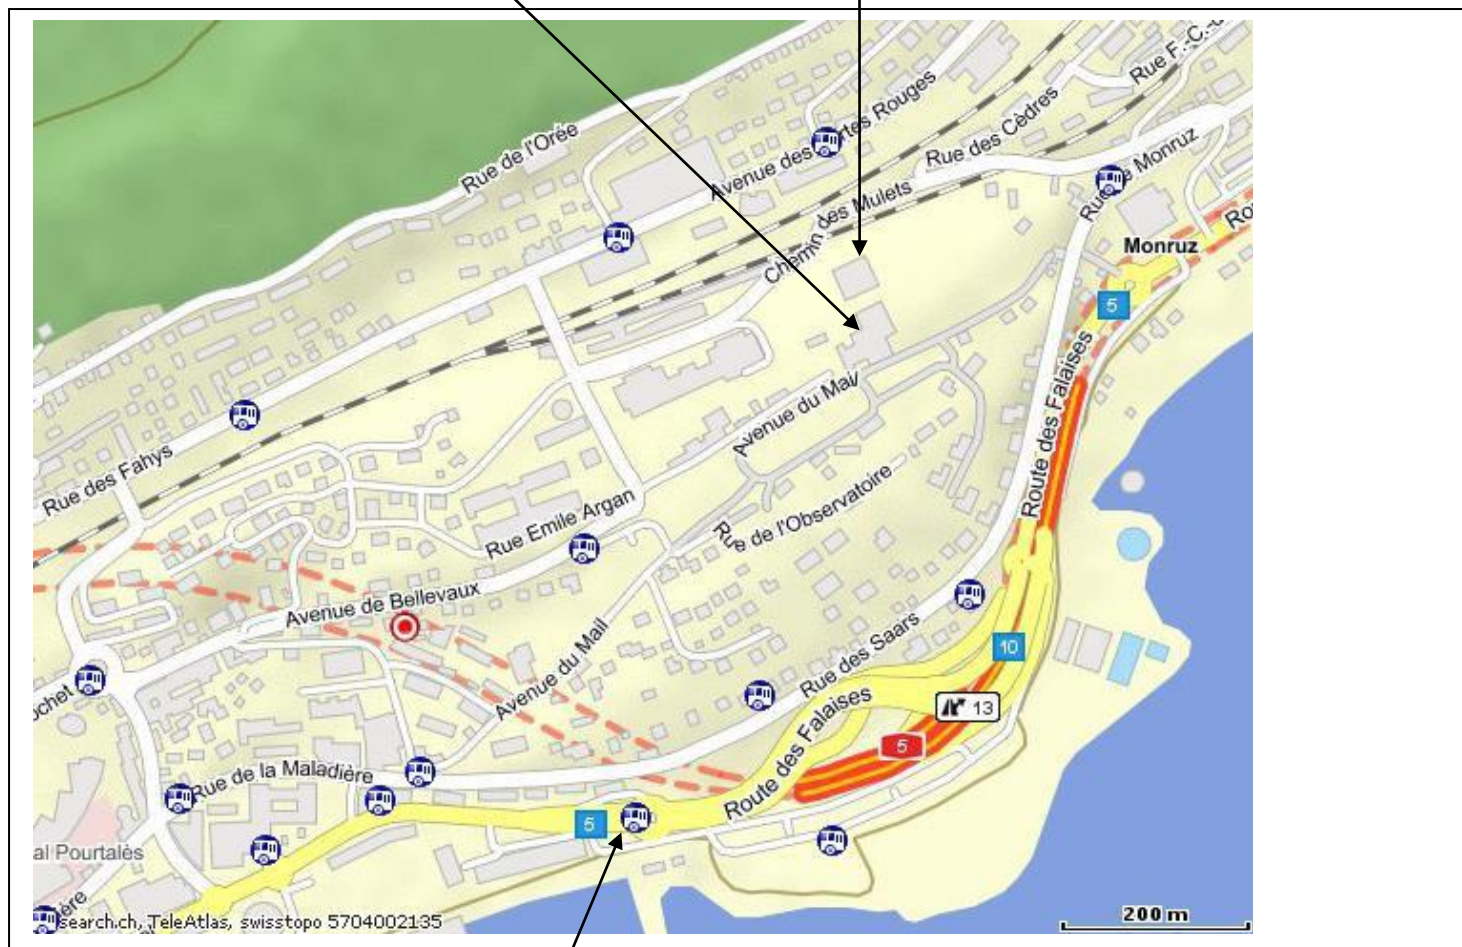 Rue F.-C.-d
Rue de l'Orée
Avenue des Portes Rouges
Rue des Cèdres
Rue de Monruz
Chemin des Mulets
Monruz
5
Route des Falaises
Avenue du Mail
Rue des Fahys
Rue de l'Observatoire
Rue Emile Argan
Avenue de Bellevaux
10
Avenue du Mail
Rue des Saars
ochet
13
5
Route des Falaises
Rue de la Maladière
5
al Pourtalès
ère
search.ch, TeleAtlas, swisstopo 5704002135
200 m